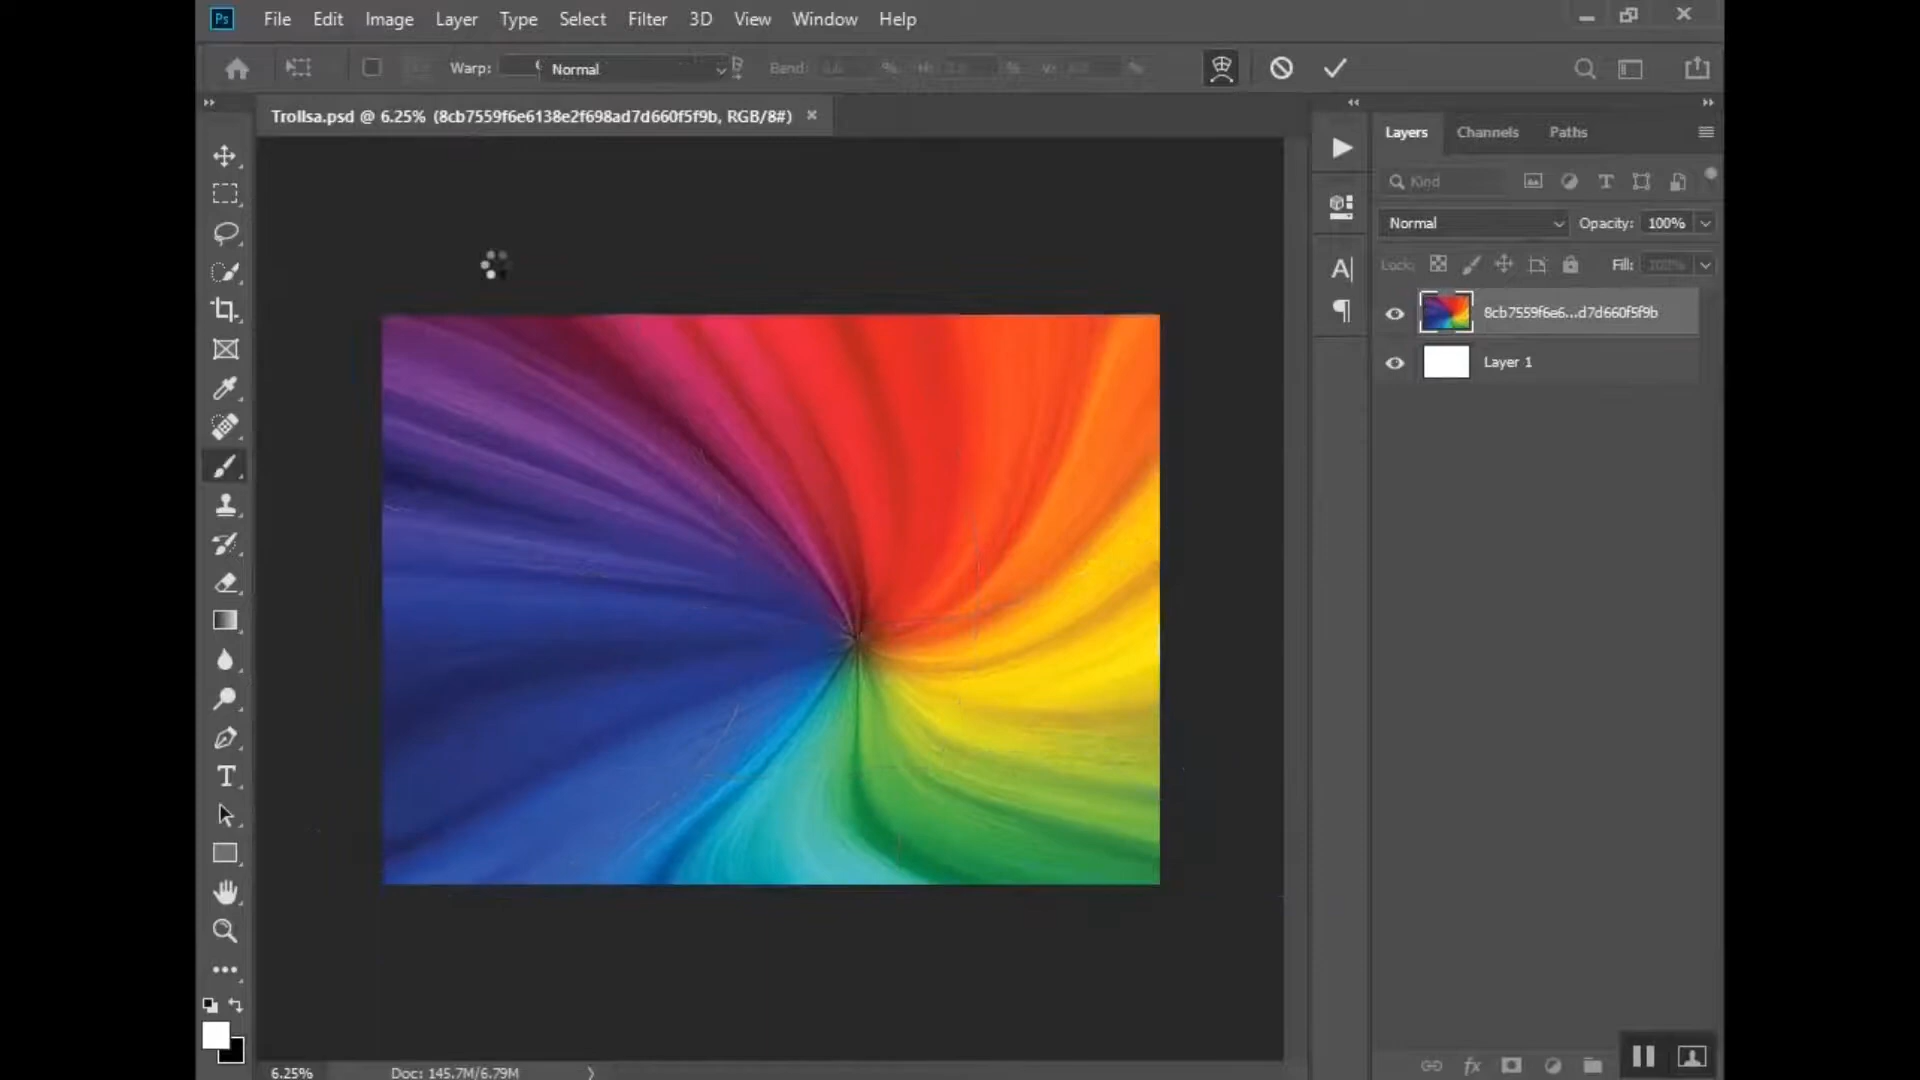 Ps File Edit Image Layer Type Select Filter 3D View Window Help
Warp: Normal Bend: % H: % V: %
Trollsa.psd @ 6.25% (8cb7559f6e6138e2f698ad7d660f5f9b, RGB/8#) ×
Layers Channels Paths
Kind
Normal Opacity: 100%
Lock: Fill: 100%
8cb7559f6e6...d7d660f5f9b
Layer 1
6.25% Doc: 145.7M/6.79M